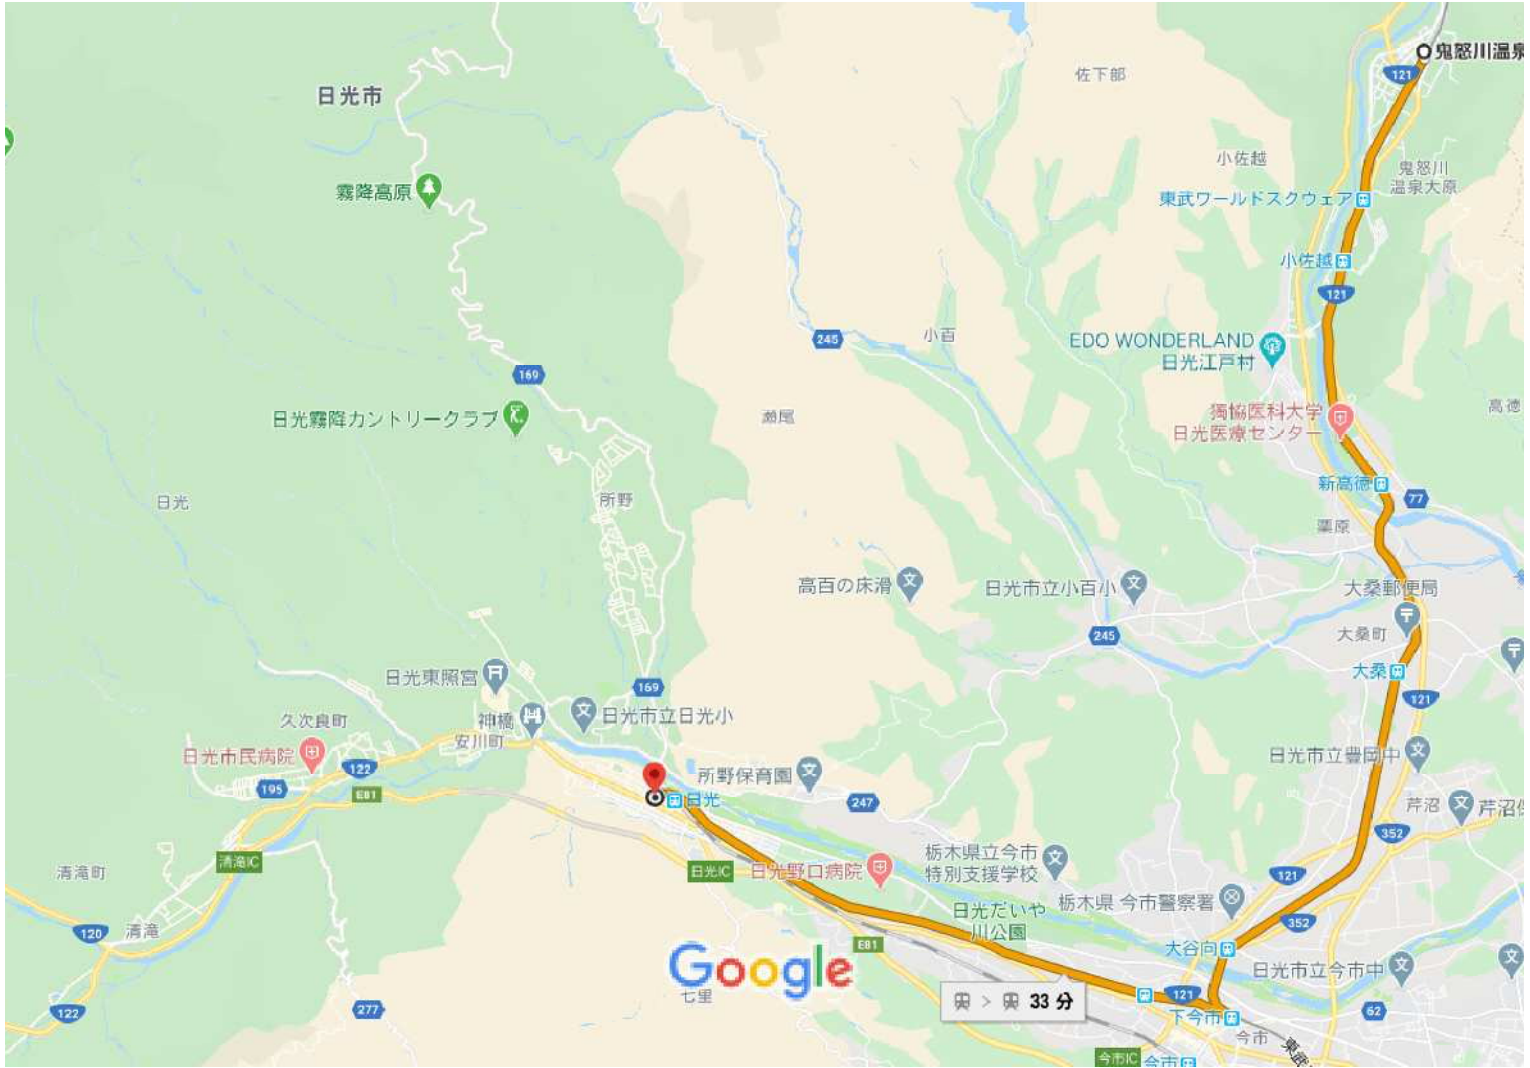 鬼怒川温泉
121
佐下部
日光市
小佐越
鬼怒川
温泉大原
霧降高原
東武ワールドスクウェア
小佐越
121
245
小百
EDO WONDERLAND
日光江戸村
169
高徳
日光霧降カントリークラブ
瀬尾
獨協医科大学
日光医療センター
日光
所野
新高徳
77
栗原
高百の床滑
日光市立小百小
大桑郵便局
大桑町
245
大桑
日光東照宮
169
121
久次良町
神橋
安川町
日光市立日光小
日光市民病院
122
所野保育園
日光市立豊岡中
195
E81
日光
247
芹沼
芹沼保
352
清滝IC
清滝町
日光IC
日光野口病院
栃木県立今市
特別支援学校
121
栃木県 今市警察署
日光だいや
川公園
352
120
清滝
E81
大谷向
Google
日光市立今市中
七里
33 分
121
277
122
下今市
62
今市
東武
今市IC
今市